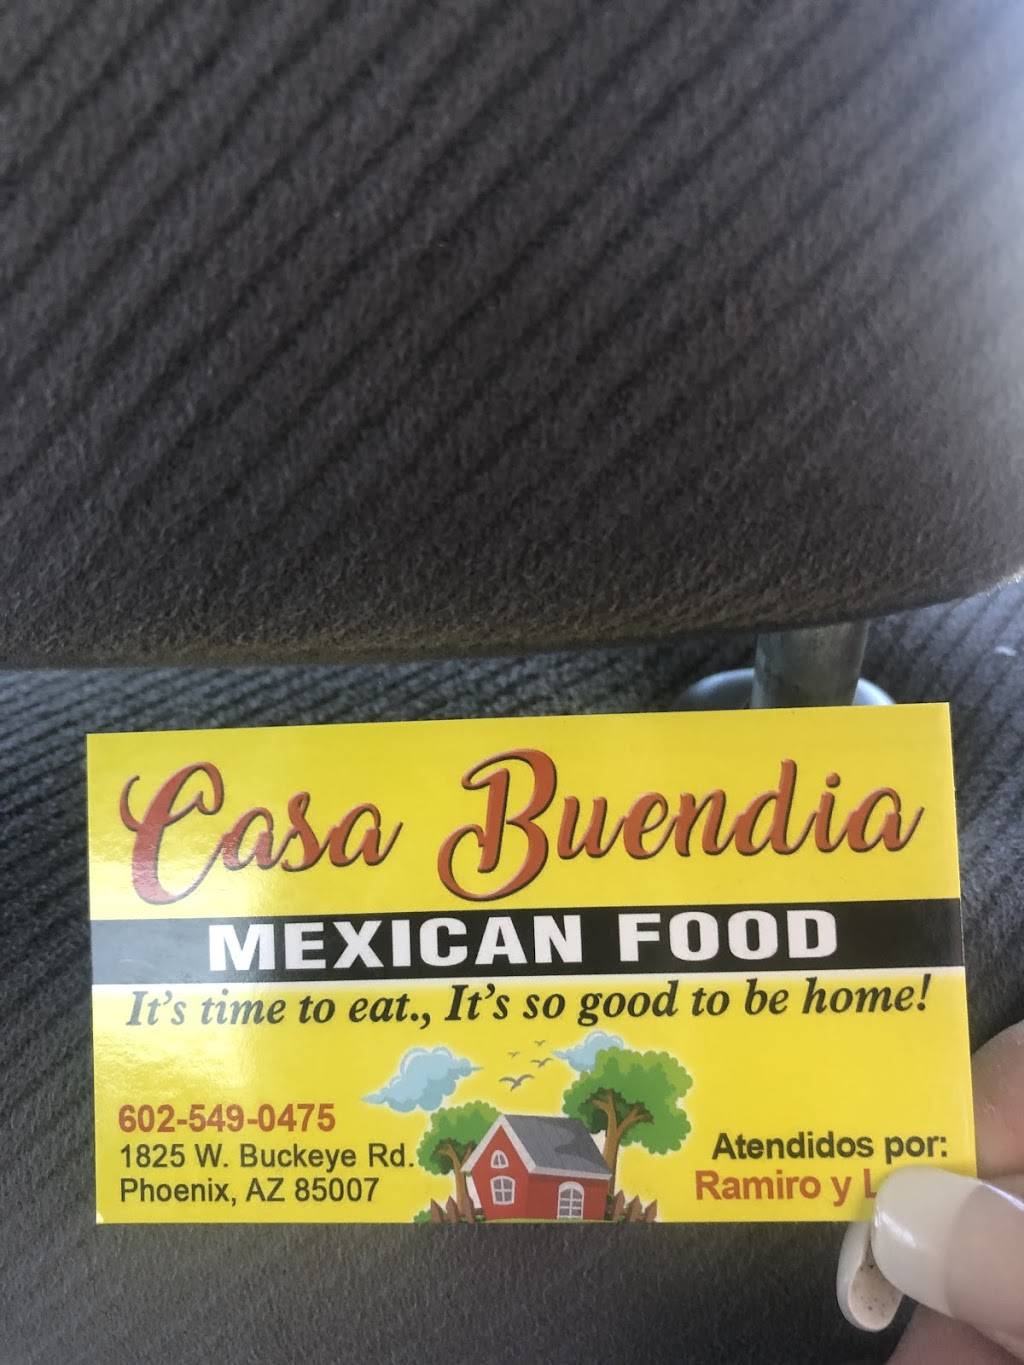 Casa Buendia
MEXICAN FOOD
It's time to eat., It's so good to be home!
602-549-0475
1825 W. Buckeye Rd.
Phoenix, AZ 85007
Atendidos por:
Ramiro y